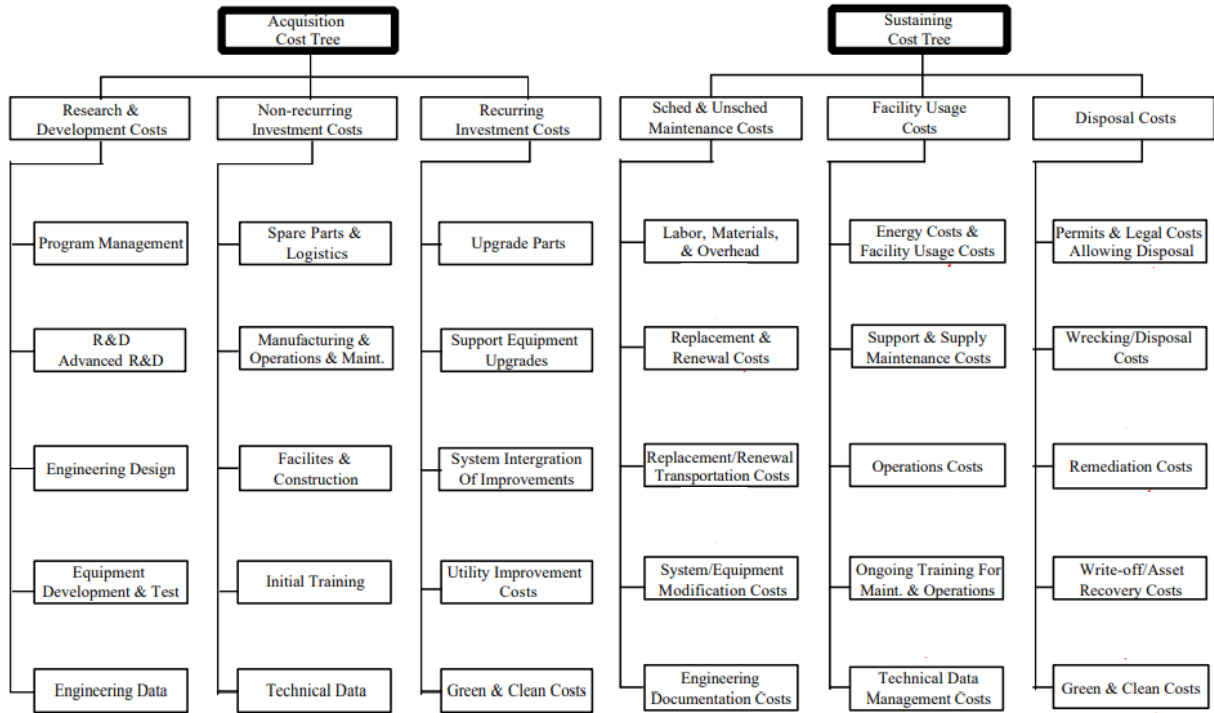 Acquisition
Cost Tree
Sustaining
Cost Tree
Research &
Development Costs
Non-recurring
Investment Costs
Recurring
Investment Costs
Sched & Unsched
Maintenance Costs
Facility Usage
Costs
Disposal Costs
Program Management
R&D
Advanced R&D
Engineering Design
Equipment
Development & Test
Engineering Data
Spare Parts &
Logistics
Manufacturing &
Operations & Maint.
Facilites &
Construction
Initial Training
Technical Data
Upgrade Parts
Support Equipment
Upgrades
System Intergration
Of Improvements
Utility Improvement
Costs
Green & Clean Costs
Labor, Materials,
& Overhead
Replacement &
Renewal Costs
Replacement/Renewal
Transportation Costs
System/Equipment
Modification Costs
Engineering
Documentation Costs
Energy Costs &
Facility Usage Costs
Support & Supply
Maintenance Costs
Operations Costs
Ongoing Training For
Maint. & Operations
Technical Data
Management Costs
Permits & Legal Costs
Allowing Disposal
Wrecking/Disposal
Costs
Remediation Costs
Write-off/Asset
Recovery Costs
Green & Clean Costs